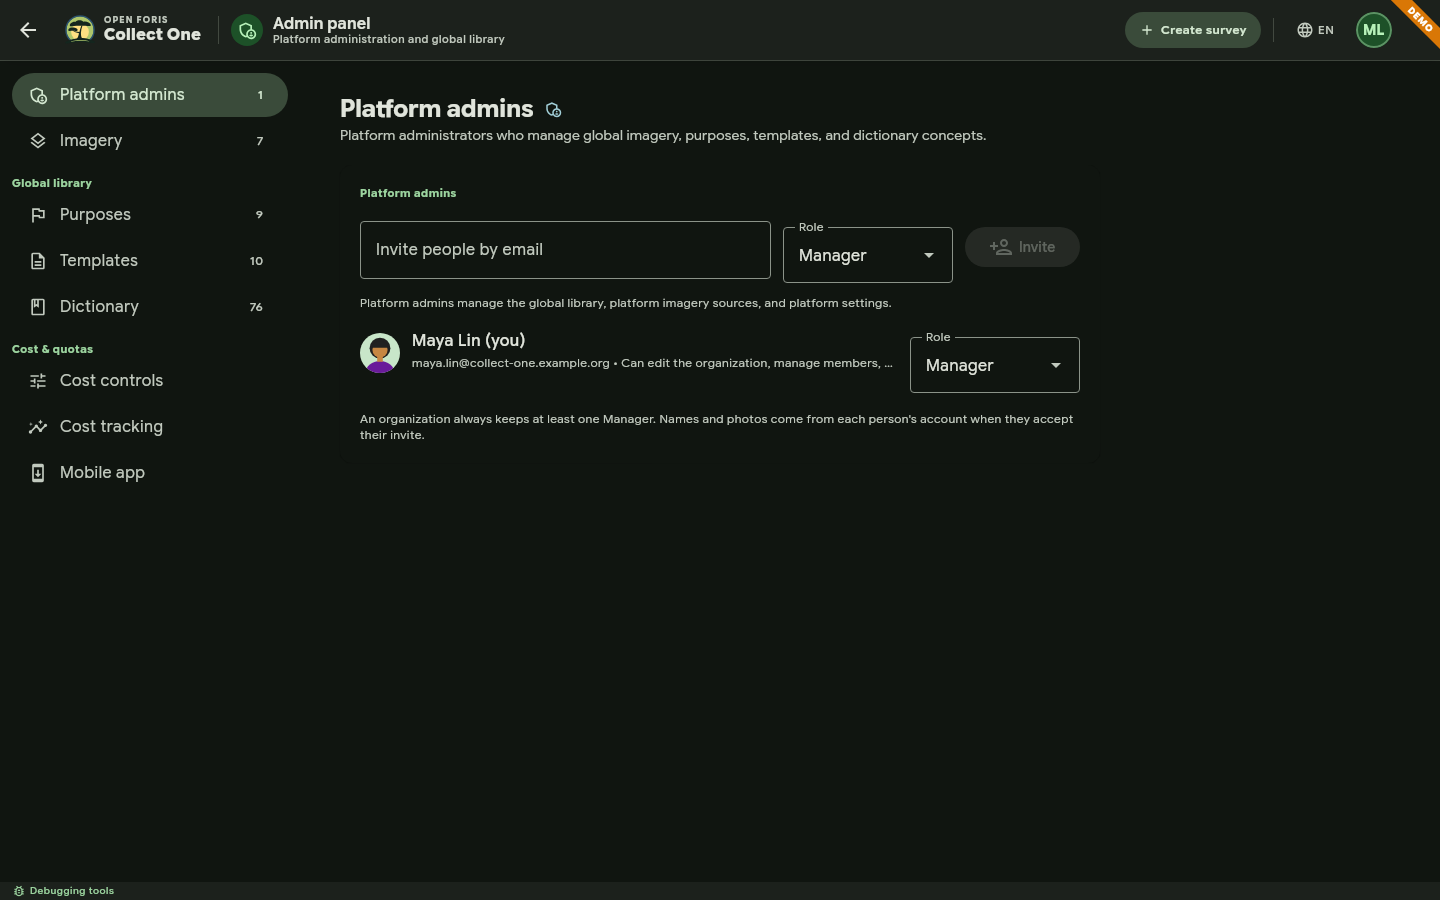 OPEN FORIS
Collect One
Admin panel
Platform administration and global library
Create survey
EN
ML
DEMO
Platform admins 1
Imagery 7
Global library
Purposes 9
Templates 10
Dictionary 76
Cost & quotas
Cost controls
Cost tracking
Mobile app
Platform admins
Platform administrators who manage global imagery, purposes, templates, and dictionary concepts.
Platform admins
Invite people by email
Role
Manager
Invite
Platform admins manage the global library, platform imagery sources, and platform settings.
Maya Lin (you)
maya.lin@collect-one.example.org • Can edit the organization, manage members, ...
Role
Manager
An organization always keeps at least one Manager. Names and photos come from each person's account when they accept
their invite.
Debugging tools